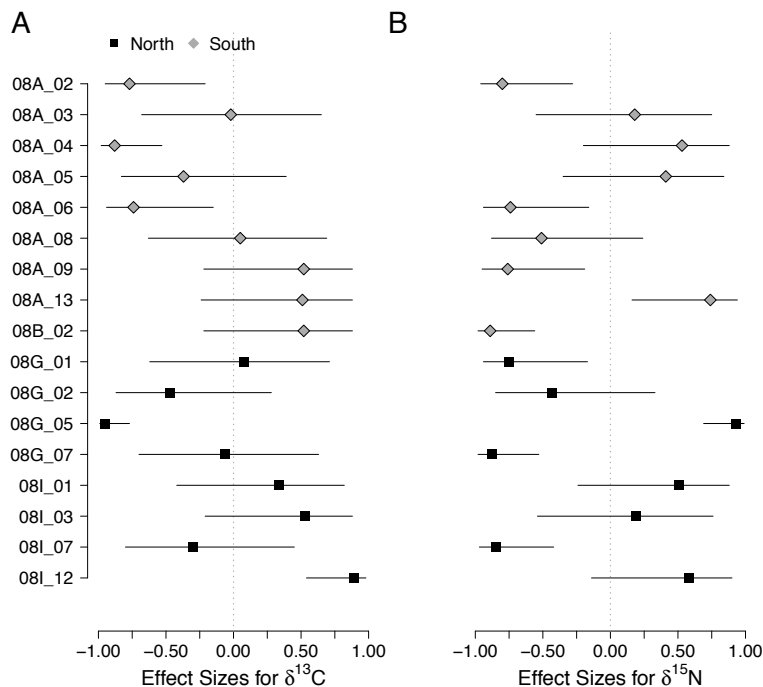 A
B
North South
08A_02
08A_03
08A_04
08A_05
08A_06
08A_08
08A_09
08A_13
08B_02
08G_01
08G_02
08G_05
08G_07
08I_01
08I_03
08I_07
08I_12
−1.00 −0.50 0.00 0.50 1.00
−1.00 −0.50 0.00 0.50 1.00
Effect Sizes for δ¹³C
Effect Sizes for δ¹⁵N